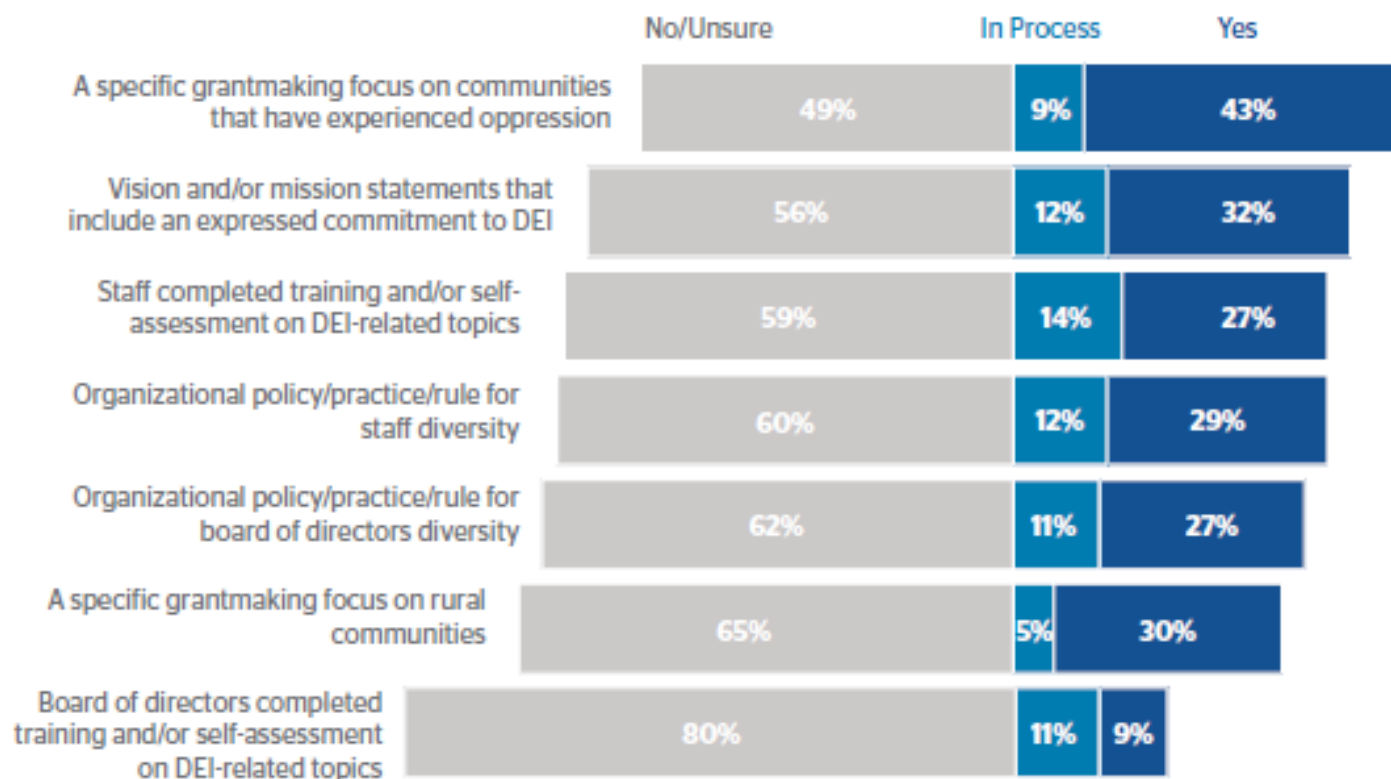 No/Unsure In Process Yes
A specific grantmaking focus on communities
that have experienced oppression
49% 9% 43%
Vision and/or mission statements that
include an expressed commitment to DEI
56% 12% 32%
Staff completed training and/or self-
assessment on DEI-related topics
59% 14% 27%
Organizational policy/practice/rule for
staff diversity
60% 12% 29%
Organizational policy/practice/rule for
board of directors diversity
62% 11% 27%
A specific grantmaking focus on rural
communities
65% 5% 30%
Board of directors completed
training and/or self-assessment
on DEI-related topics
80% 11% 9%